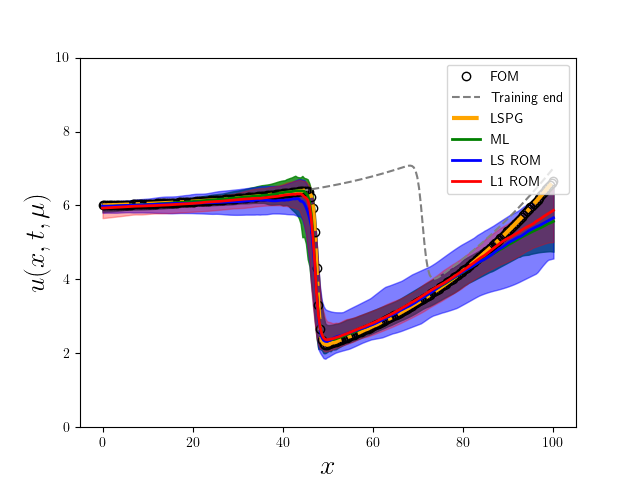 10
8
6
4
2
0
u(x, t, μ)
0 20 40 60 80 100
x
FOM
Training end
LSPG
ML
LS ROM
L1 ROM